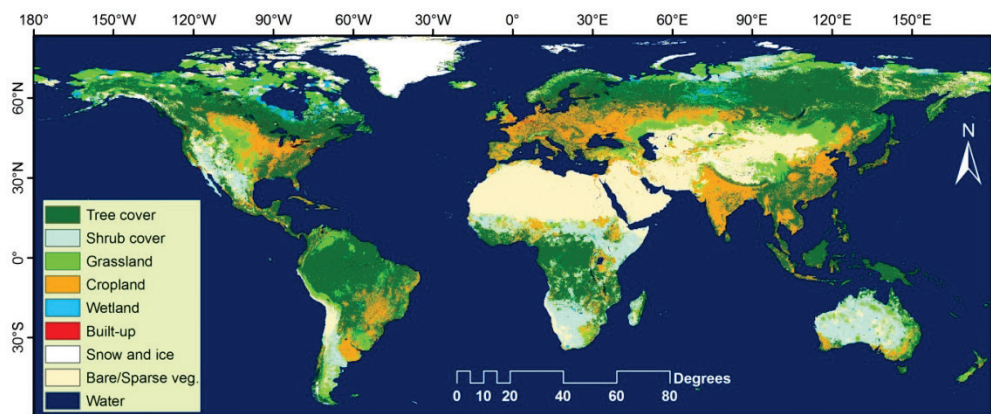 180° 120°W 90°W 60°W 30°W 0° 30°E 60°E 90°E 120°E 150°E
60°N
30°N
0°
30°S
N
Tree cover
Shrub cover
Grassland
Cropland
Wetland
Built-up
Snow and ice
Bare/Sparse veg.
Water
Degrees
0 10 20 40 60 80